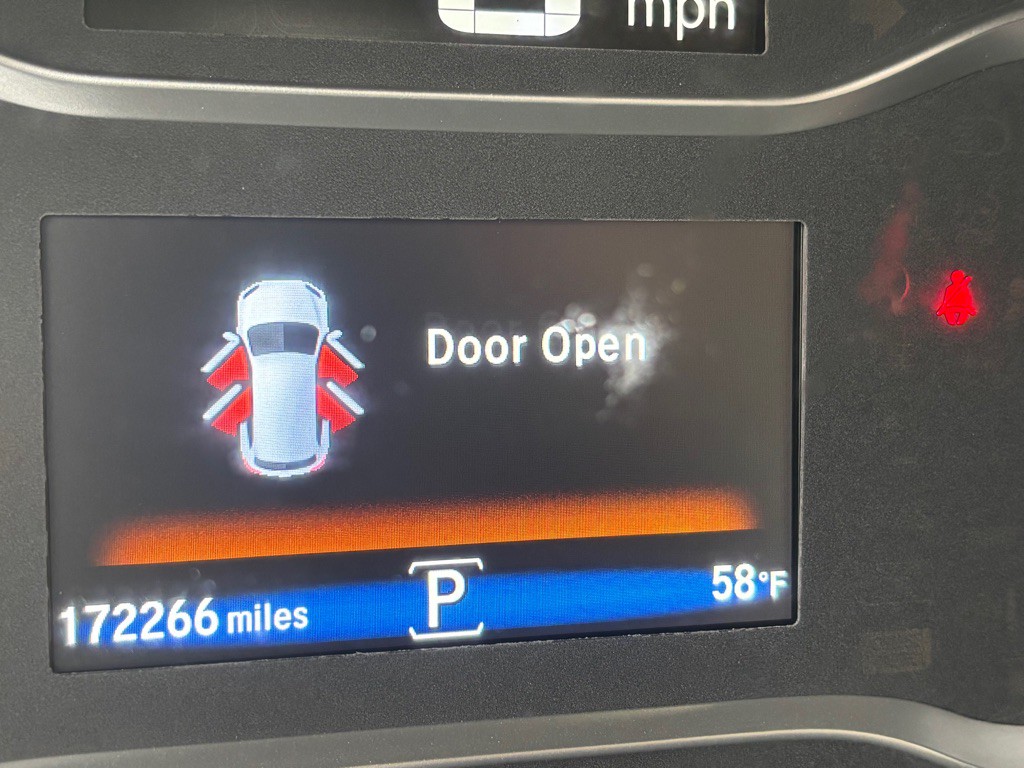 mph
Door Open
P
172266 miles
58°F